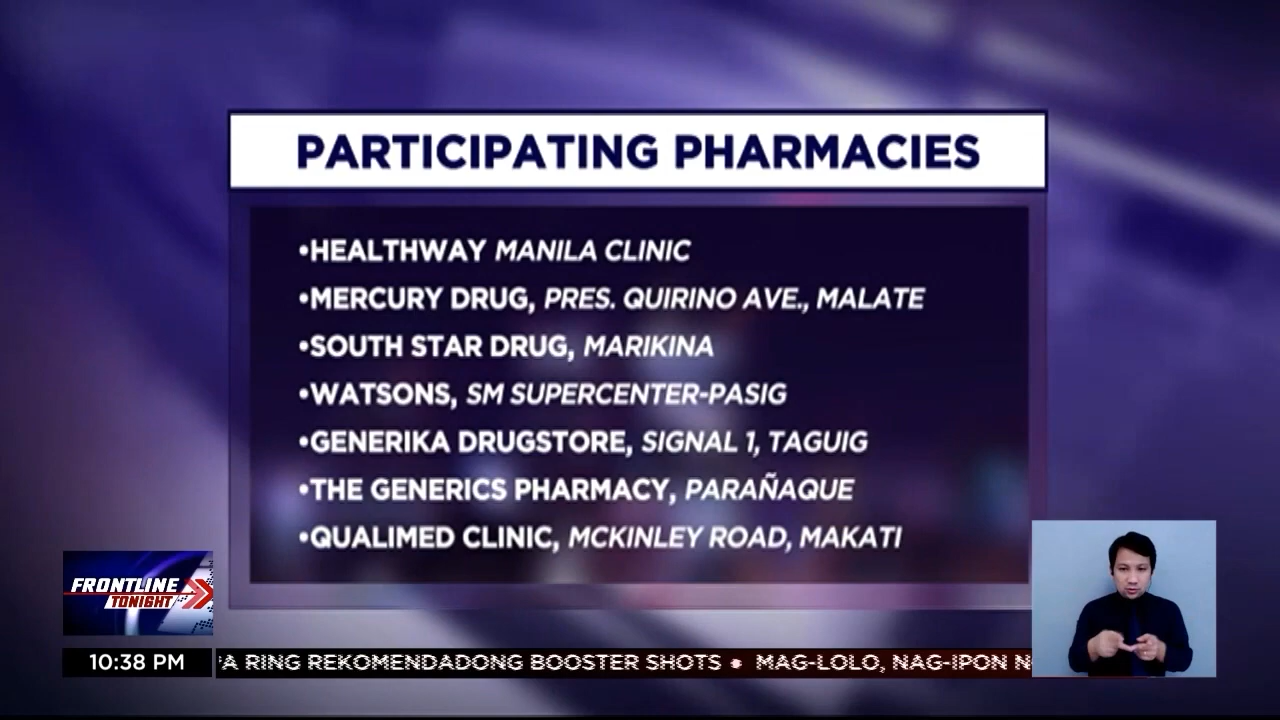 PARTICIPATING PHARMACIES
•HEALTHWAY MANILA CLINIC
•MERCURY DRUG, PRES. QUIRINO AVE., MALATE
•SOUTH STAR DRUG, MARIKINA
•WATSONS, SM SUPERCENTER-PASIG
•GENERIKA DRUGSTORE, SIGNAL 1, TAGUIG
•THE GENERICS PHARMACY, PARAÑAQUE
•QUALIMED CLINIC, MCKINLEY ROAD, MAKATI
FRONTLINE
TONIGHT
10:38 PM
RING REKOMENDADONG BOOSTER SHOTS • MAG-LOLO, NAG-IPON